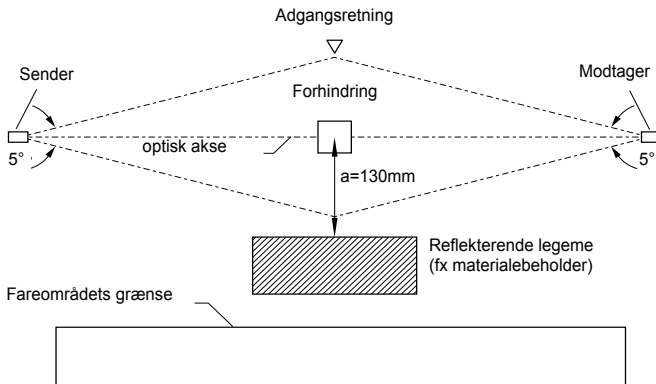 Adgangsretning
Sender
Modtager
Forhindring
optisk akse
5°
5°
a=130mm
Reflekterende legeme
(fx materialebeholder)
Fareområdets grænse